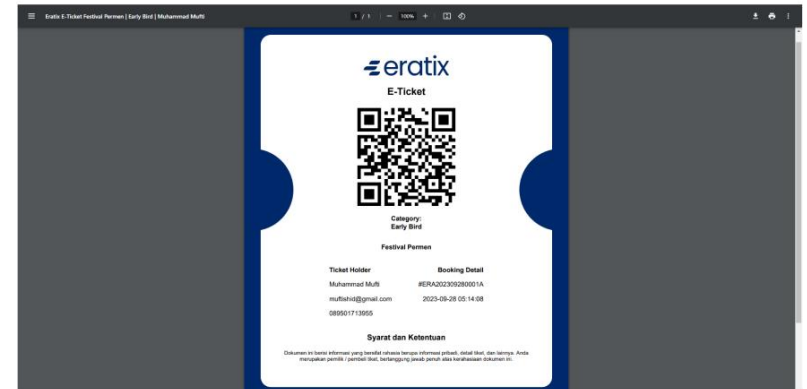 Eratix E-Ticket Festival Permen | Early Bird | Muhammad Mufti
1 / 1
100%
eratix
E-Ticket
Category:
Early Bird
Festival Permen
Ticket Holder
Booking Detail
Muhammad Mufti
#ERA202309280001A
muftishid@gmail.com
2023-09-28 05:14:08
089501713955
Syarat dan Ketentuan
Dokumen ini berisi informasi yang bersifat rahasia berupa informasi pribadi, detail tiket, dan lainnya. Anda
merupakan pemilik / pembeli tiket, bertanggung jawab penuh atas kerahasiaan dokumen ini.